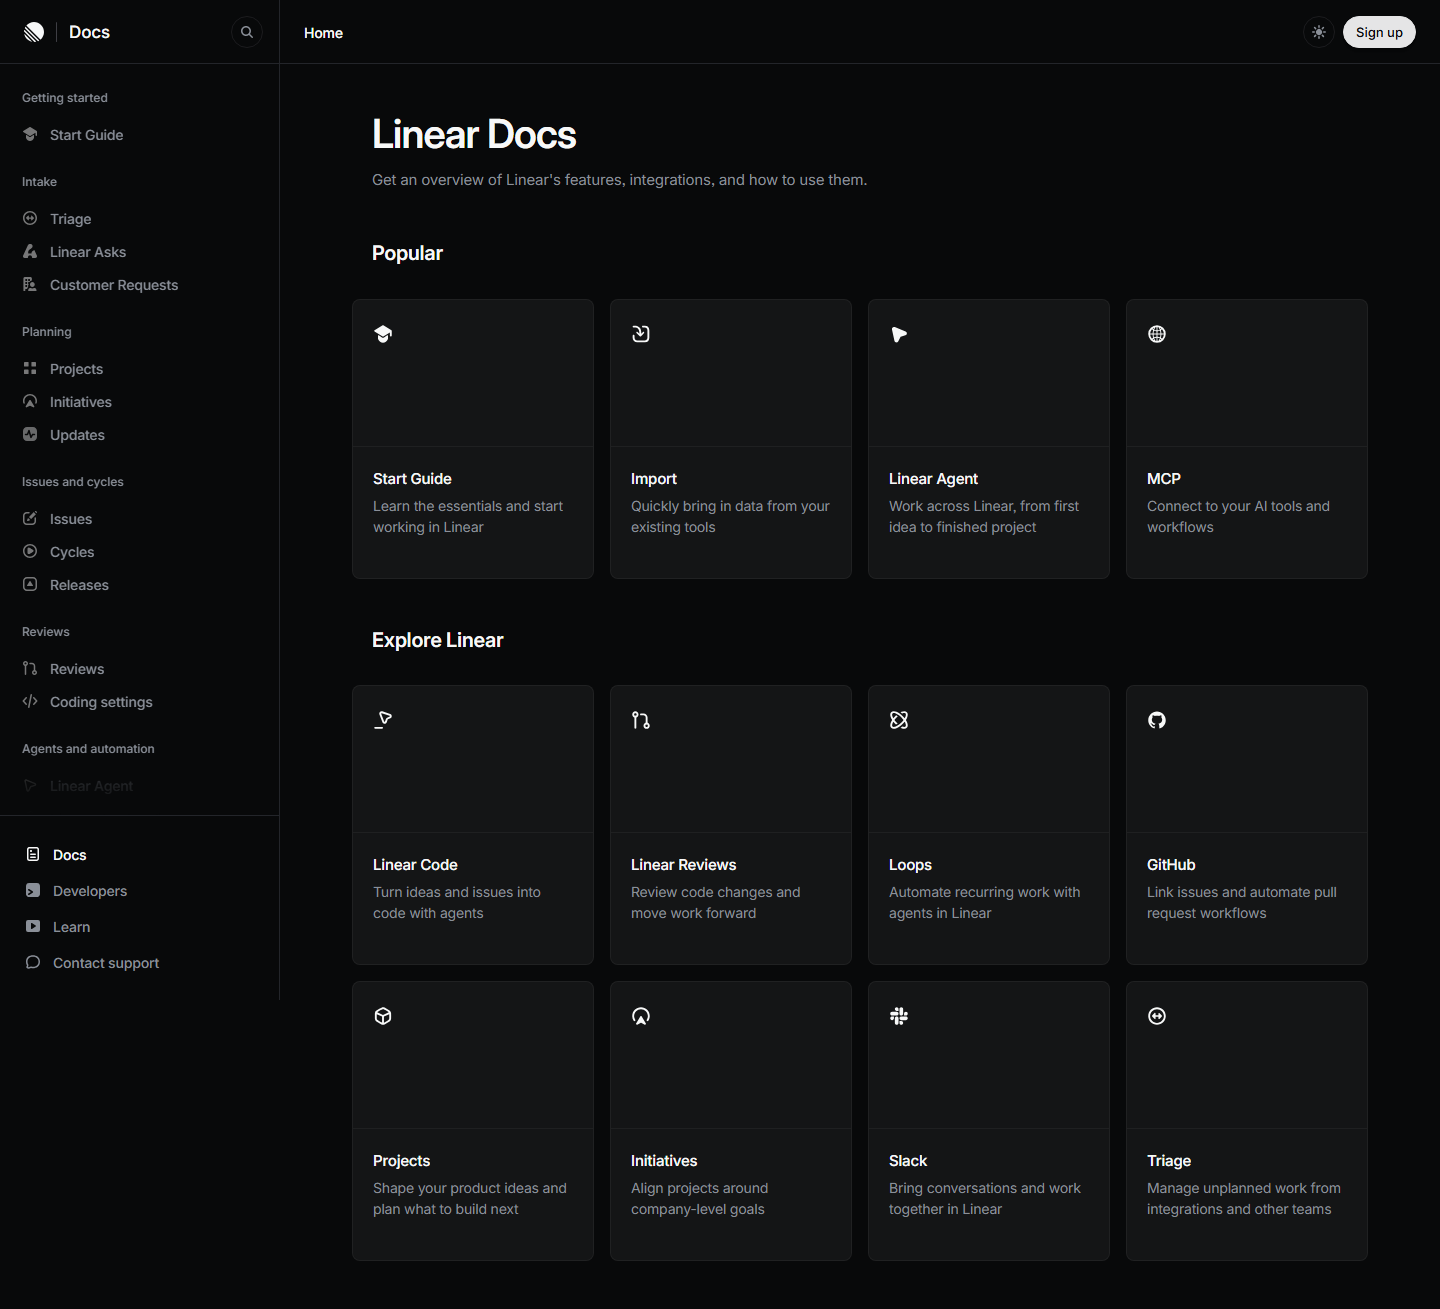 Docs
Home
Sign up
Getting started
Start Guide
Intake
Triage
Linear Asks
Customer Requests
Planning
Projects
Initiatives
Updates
Issues and cycles
Issues
Cycles
Releases
Reviews
Reviews
Coding settings
Agents and automation
Linear Agent
Docs
Developers
Learn
Contact support
Linear Docs
Get an overview of Linear's features, integrations, and how to use them.
Popular
Start Guide
Learn the essentials and start
working in Linear
Import
Quickly bring in data from your
existing tools
Linear Agent
Work across Linear, from first
idea to finished project
MCP
Connect to your AI tools and
workflows
Explore Linear
Linear Code
Turn ideas and issues into
code with agents
Linear Reviews
Review code changes and
move work forward
Loops
Automate recurring work with
agents in Linear
GitHub
Link issues and automate pull
request workflows
Projects
Shape your product ideas and
plan what to build next
Initiatives
Align projects around
company-level goals
Slack
Bring conversations and work
together in Linear
Triage
Manage unplanned work from
integrations and other teams